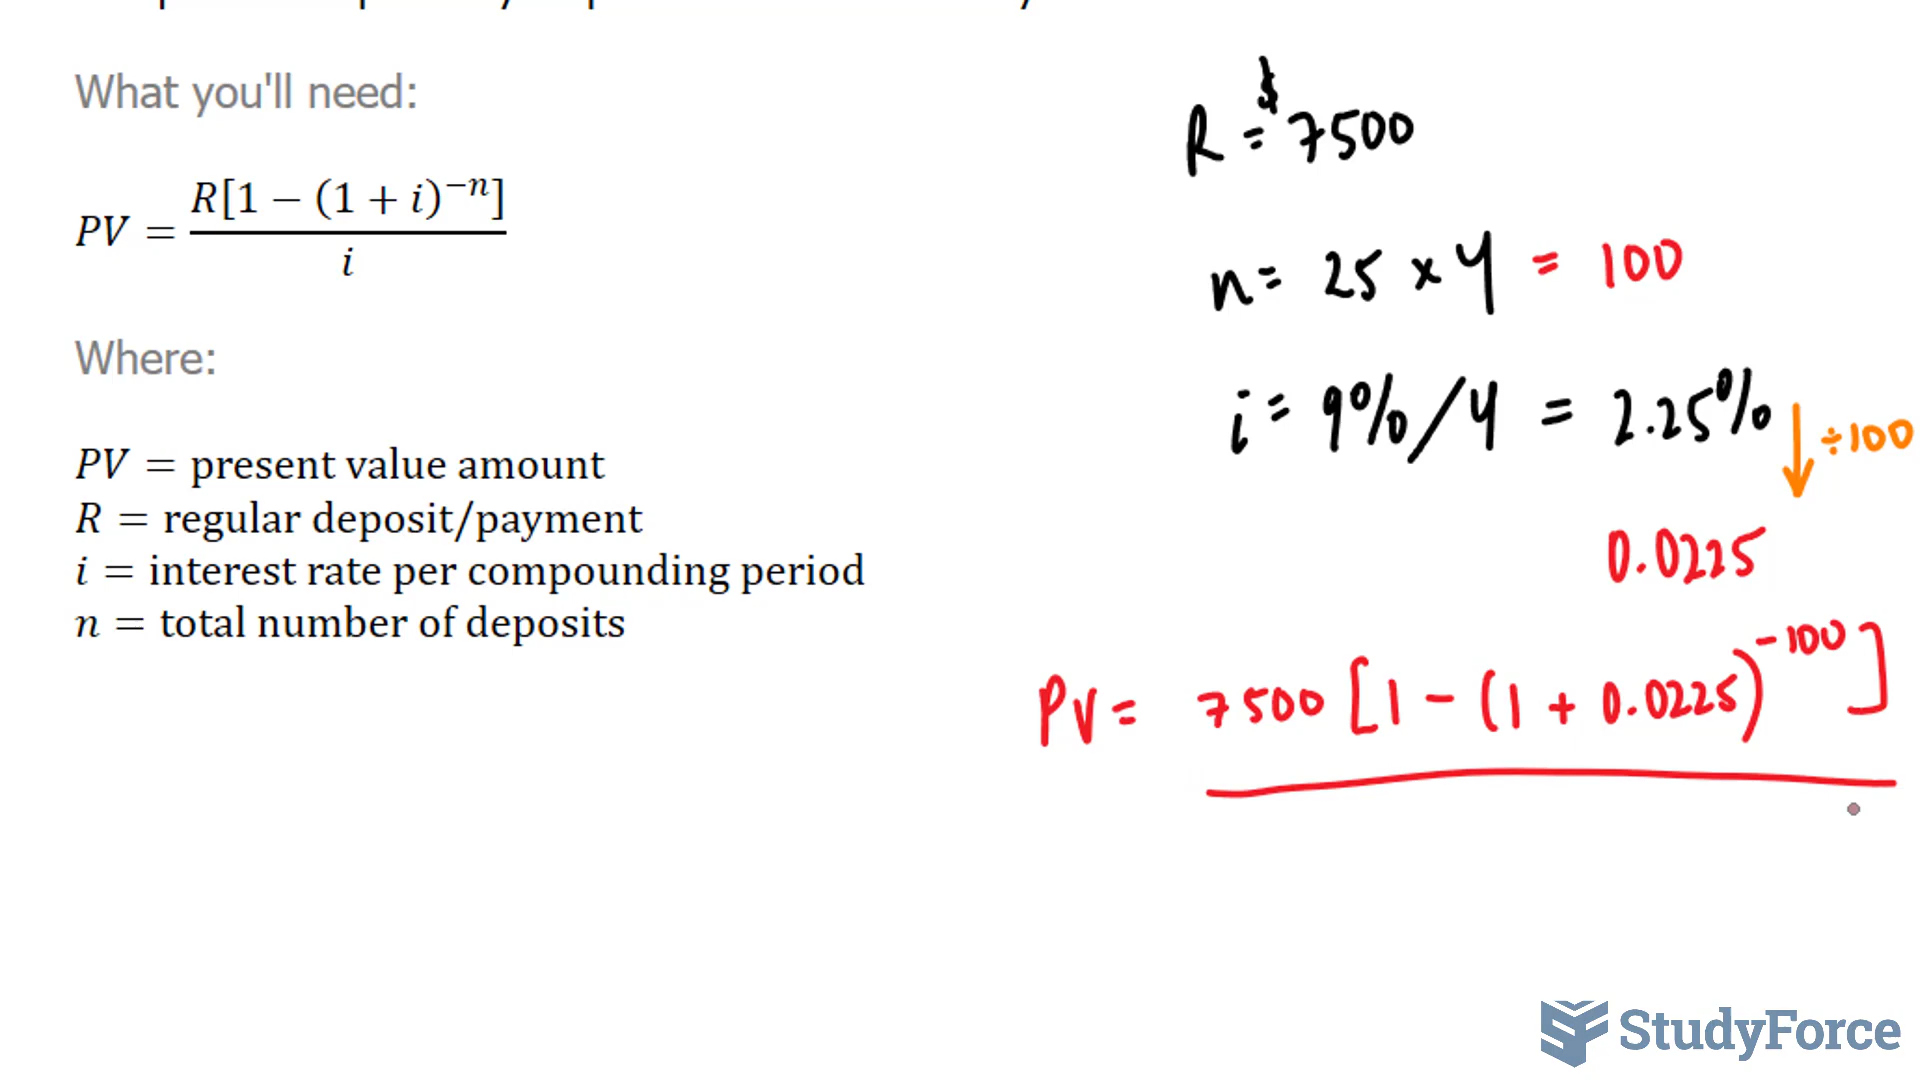 What you'll need:
PV = R[1 − (1 + i)^−n] / i
Where:
PV = present value amount
R = regular deposit/payment
i = interest rate per compounding period
n = total number of deposits
R = $7500
n = 25 × 4 = 100
i = 9%/4 = 2.25%
÷100
0.0225
PV = 7500 [1 − (1 + 0.0225)^−100]
StudyForce